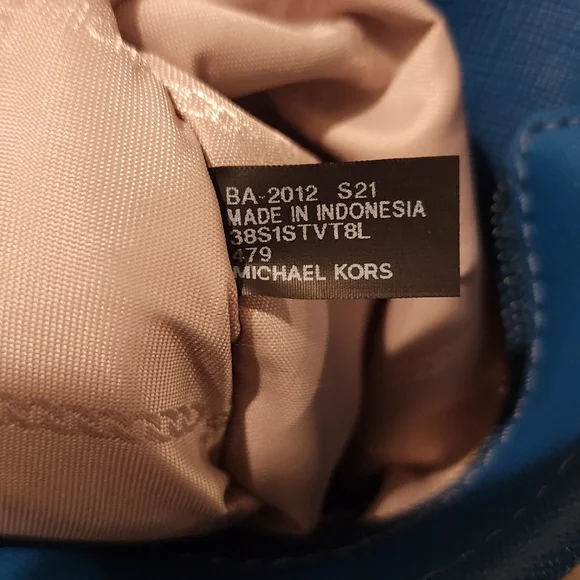 BA-2012 S21
MADE IN INDONESIA
38S1STVT8L
479
MICHAEL KORS